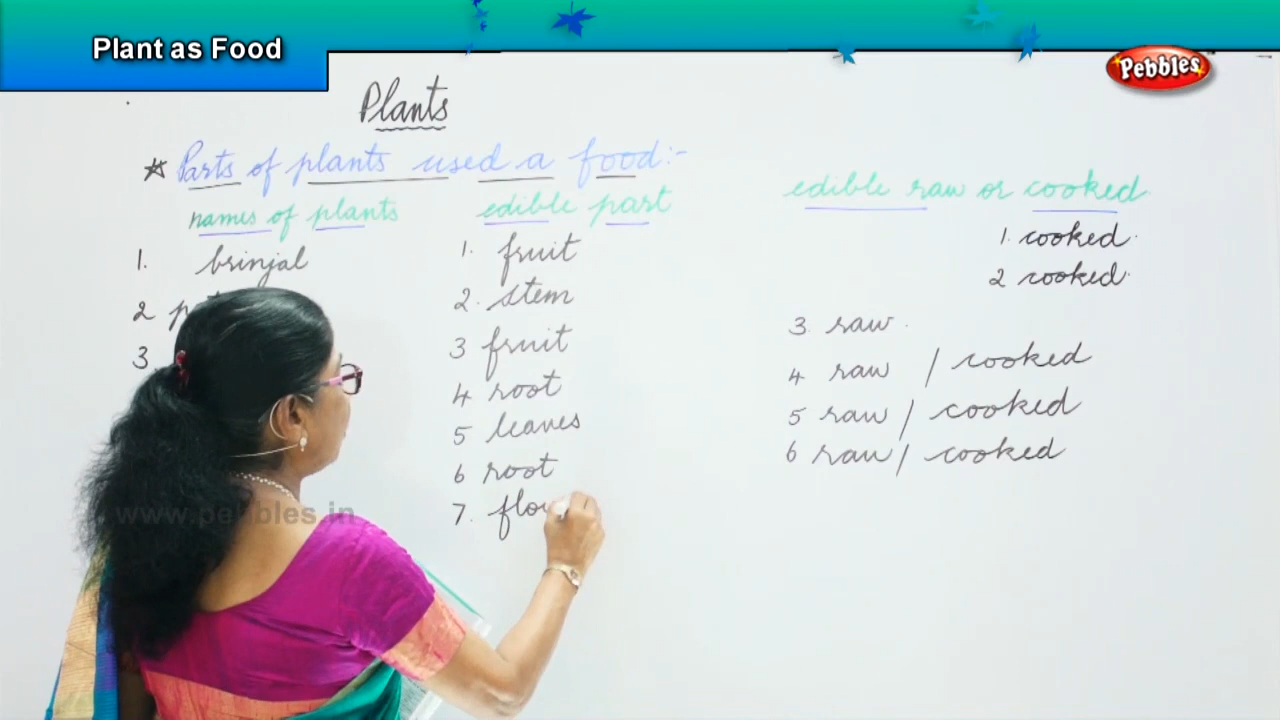 Plant as Food
Pebbles
Plants
Parts of plants used a food:-
names of plants edible part edible raw or cooked
1. brinjal 1. fruit 1. cooked
2 2. stem 2 cooked
3 3 fruit 3 raw
4 root 4 raw / cooked
5 leaves 5 raw / cooked
6 root 6 raw / cooked
7.
www.pebbles.in